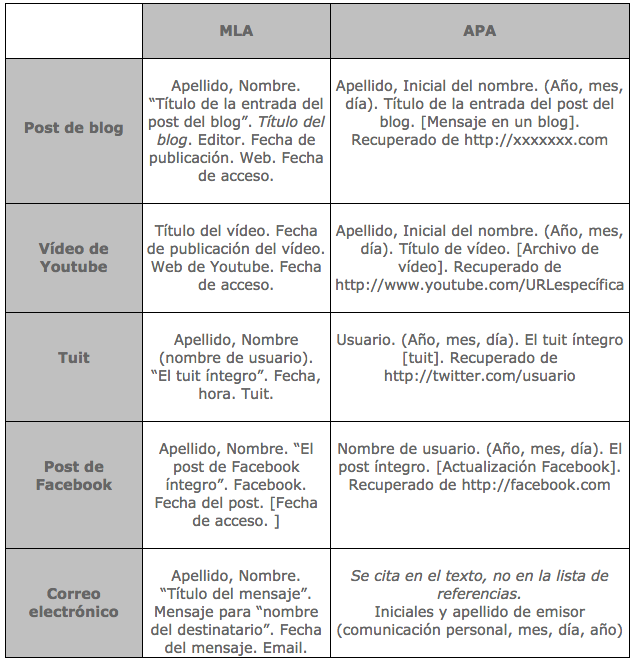 MLA
APA
Post de blog
Apellido, Nombre.
“Título de la entrada del
post del blog”. Título del
blog. Editor. Fecha de
publicación. Web. Fecha
de acceso.
Apellido, Inicial del nombre. (Año, mes,
día). Título de la entrada del post del
blog. [Mensaje en un blog].
Recuperado de http://xxxxxxx.com
Vídeo de
Youtube
Título del vídeo. Fecha
de publicación del vídeo.
Web de Youtube. Fecha
de acceso.
Apellido, Inicial del nombre. (Año, mes,
día). Título de vídeo. [Archivo de
vídeo]. Recuperado de
http://www.youtube.com/URLespecífica
Tuit
Apellido, Nombre
(nombre de usuario).
“El tuit íntegro”. Fecha,
hora. Tuit.
Usuario. (Año, mes, día). El tuit íntegro
[tuit]. Recuperado de
http://twitter.com/usuario
Post de
Facebook
Apellido, Nombre. “El
post de Facebook
íntegro”. Facebook.
Fecha del post. [Fecha
de acceso. ]
Nombre de usuario. (Año, mes, día). El
post íntegro. [Actualización Facebook].
Recuperado de http://facebook.com
Correo
electrónico
Apellido, Nombre.
“Título del mensaje”.
Mensaje para “nombre
del destinatario”. Fecha
del mensaje. Email.
Se cita en el texto, no en la lista de
referencias.
Iniciales y apellido de emisor
(comunicación personal, mes, día, año)